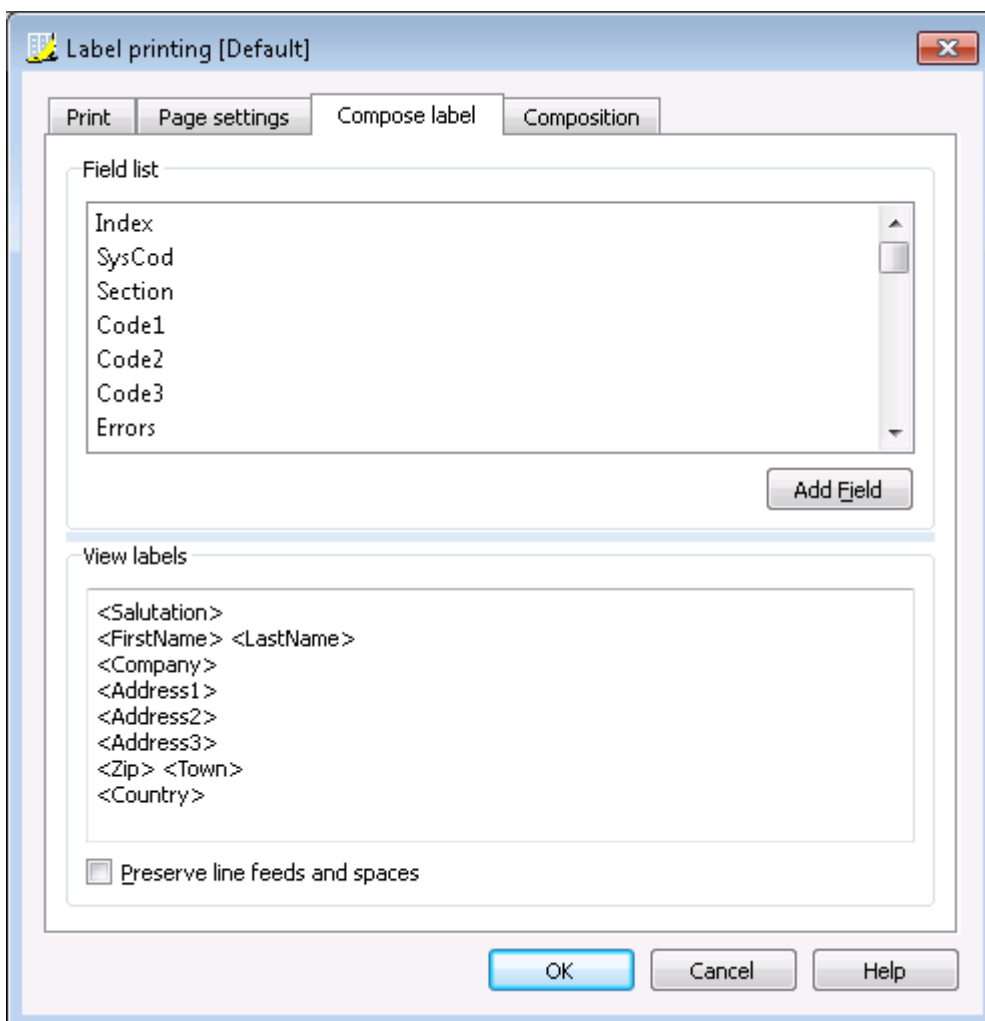 Label printing [Default]
Print Page settings Compose label Composition
Field list
Index
SysCod
Section
Code1
Code2
Code3
Errors
Add Field
View labels
<Salutation>
<FirstName> <LastName>
<Company>
<Address1>
<Address2>
<Address3>
<Zip> <Town>
<Country>
Preserve line feeds and spaces
OK Cancel Help